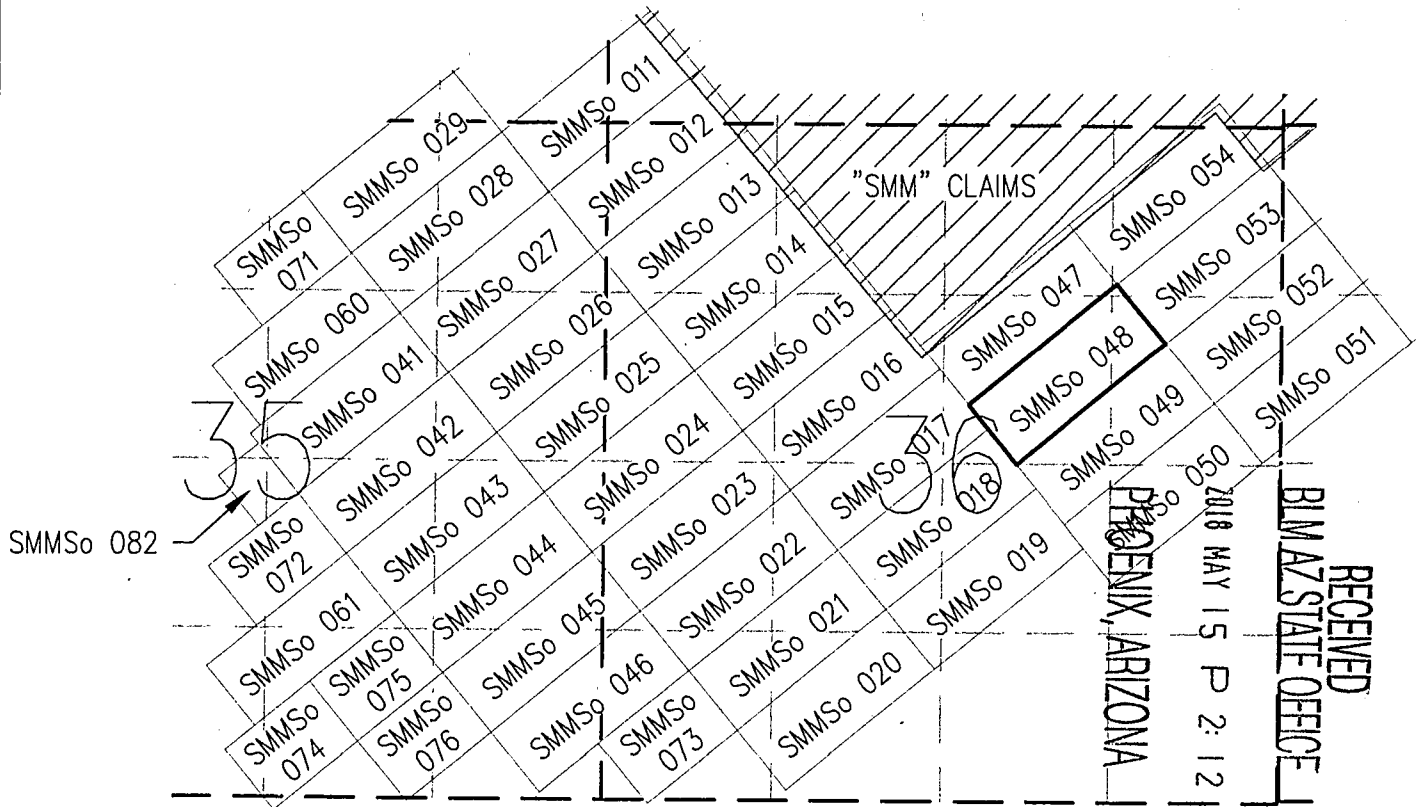 SMMSo 011
SMMSo 029
SMMSo 012
SMMSo 028
"SMM" CLAIMS
SMMSo 054
SMMSo 013
SMMSo
071
SMMSo 027
SMMSo 053
SMMSo 014
SMMSo 047
SMMSo 060
SMMSo 026
SMMSo 052
SMMSo 015
SMMSo 048
SMMSo 041
SMMSo 025
SMMSo 051
SMMSo 016
35
36
SMMSo 042
SMMSo 024
SMMSo 049
SMMSo 017
SMMSo 082
SMMSo
072
SMMSo 043
SMMSo 023
SMMSo 018
SMMSo 050
SMMSo 044
SMMSo 022
SMMSo 019
SMMSo 061
SMMSo
075
SMMSo 045
SMMSo 021
SMMSo
074
SMMSo
076
SMMSo 046
SMMSo
073
SMMSo 020
RECEIVED
BLM AZ STATE OFFICE
2018 MAY 15 P 2:12
PHOENIX, ARIZONA